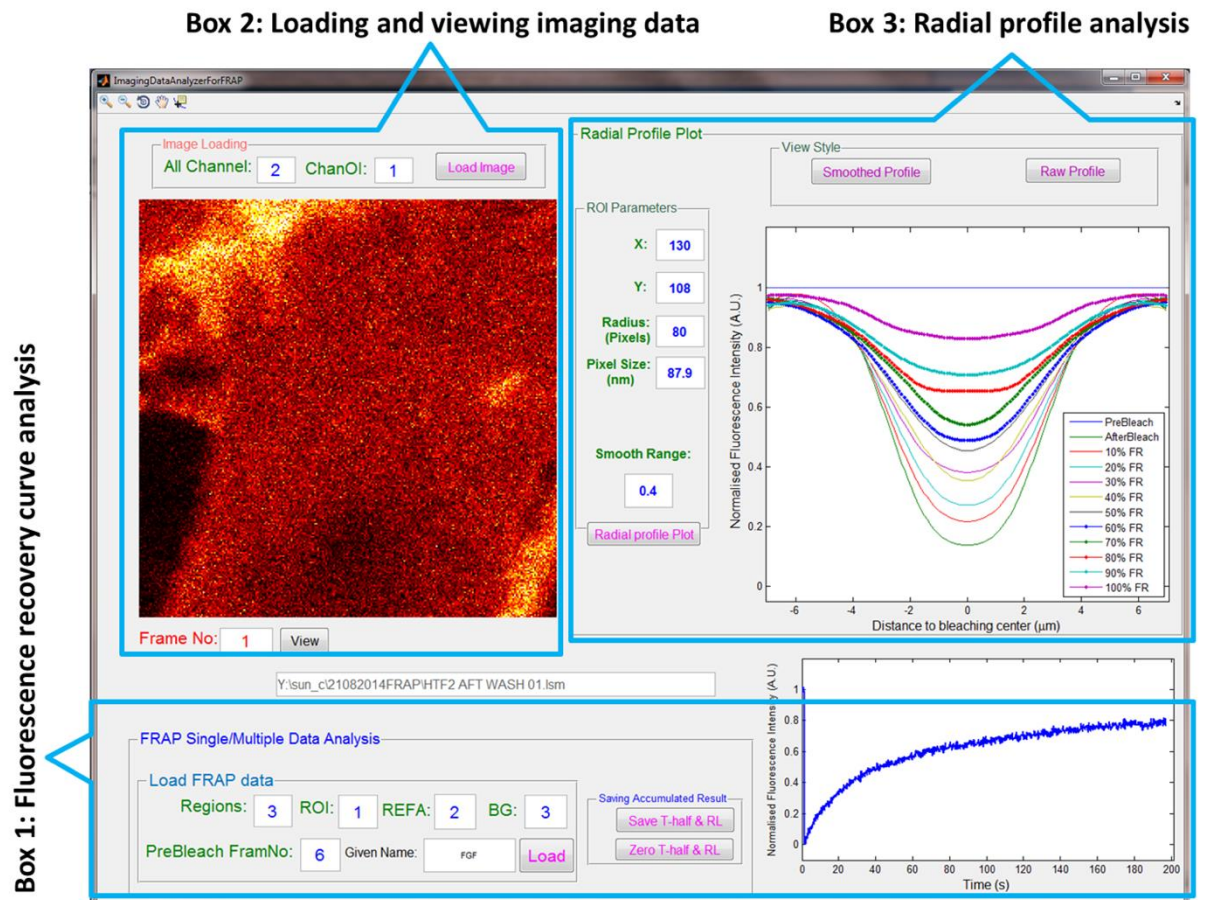 Box 2: Loading and viewing imaging data
Box 3: Radial profile analysis
Box 1: Fluorescence recovery curve analysis
ImagingDataAnalyzerForFRAP
Image Loading
All Channel: 2 ChanOI: 1 Load Image
Frame No: 1 View
Radial Profile Plot
View Style
Smoothed Profile Raw Profile
ROI Parameters
X: 130
Y: 108
Radius: (Pixels) 80
Pixel Size: (nm) 87.9
Smooth Range:
0.4
Radial profile Plot
Normalised Fluorescence Intensity (A.U.)
1
0.8
0.6
0.4
0.2
0
-6 -4 -2 0 2 4 6
Distance to bleaching center (μm)
PreBleach
AfterBleach
10% FR
20% FR
30% FR
40% FR
50% FR
60% FR
70% FR
80% FR
90% FR
100% FR
Y:\sun_c\21082014FRAP\HTF2 AFT WASH 01.lsm
FRAP Single/Multiple Data Analysis
Load FRAP data
Regions: 3 ROI: 1 REFA: 2 BG: 3
PreBleach FramNo: 6 Given Name: FGF Load
Saving Accumulated Result
Save T-half & RL
Zero T-half & RL
Normalised Fluorescence Intensity (A.U.)
1
0.8
0.6
0.4
0.2
0
0 20 40 60 80 100 120 140 160 180 200
Time (s)